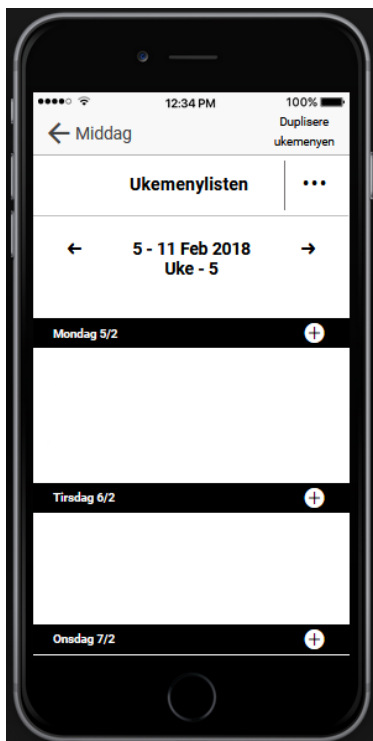 12:34 PM
100%
← Middag
Duplisere
ukemenyen
Ukemenylisten
•••
← 5 - 11 Feb 2018 →
Uke - 5
Mondag 5/2
Tirsdag 6/2
Onsdag 7/2